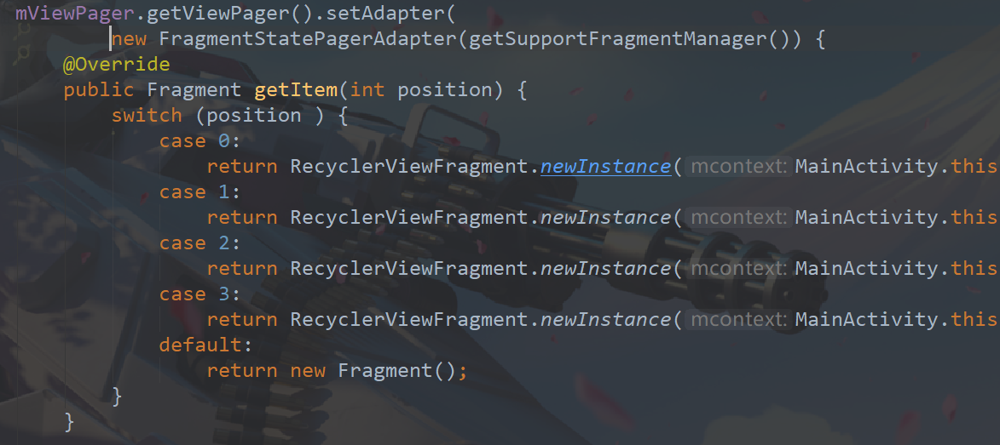 mViewPager.getViewPager().setAdapter(
new FragmentStatePagerAdapter(getSupportFragmentManager()) {
@Override
public Fragment getItem(int position) {
switch (position ) {
case 0:
return RecyclerViewFragment.newInstance( mcontext: MainActivity.this
case 1:
return RecyclerViewFragment.newInstance( mcontext: MainActivity.this
case 2:
return RecyclerViewFragment.newInstance( mcontext: MainActivity.this
case 3:
return RecyclerViewFragment.newInstance( mcontext: MainActivity.this
default:
return new Fragment();
}
}